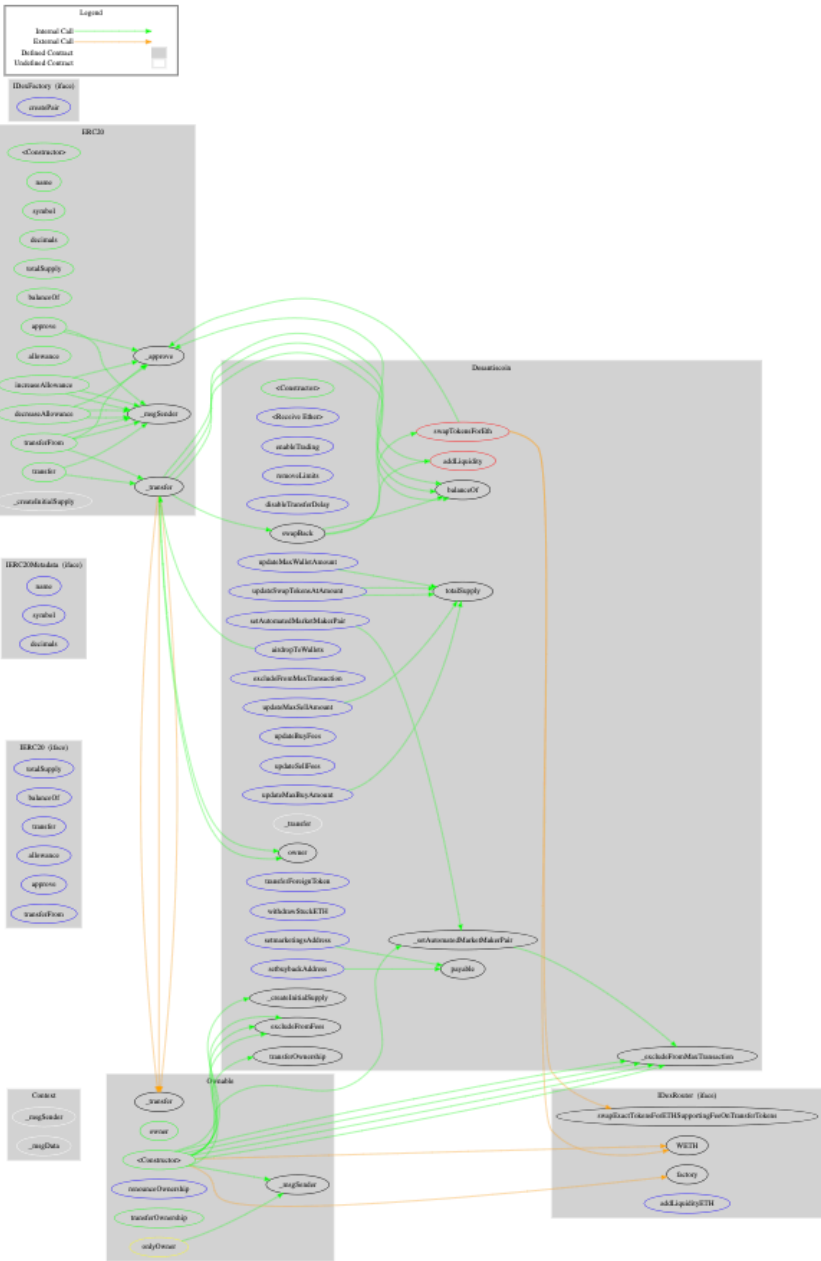 Legend
Internal Call
External Call
Defined Contract
Undefined Contract
IDexFactory (iface)
createPair
ERC20
<Constructor>
name
symbol
decimals
totalSupply
balanceOf
approve
allowance
increaseAllowance
decreaseAllowance
transferFrom
transfer
_createInitialSupply
_approve
_msgSender
_transfer
IERC20Metadata (iface)
name
symbol
decimals
IERC20 (iface)
totalSupply
balanceOf
transfer
allowance
approve
transferFrom
Context
_msgSender
_msgData
<Constructor>
<Receive Ether>
enableTrading
removeLimits
disableTransferDelay
swapBack
updateMaxWalletAmount
updateSwapTokensAtAmount
setAutomatedMarketMakerPair
airdropToWallets
excludeFromMaxTransaction
updateMaxSellAmount
updateBuyFees
updateSellFees
updateMaxBuyAmount
_transfer
owner
transferForeignToken
withdrawStuckETH
setmarketingsAddress
setbuybackAddress
_createInitialSupply
excludeFromFees
transferOwnership
swapTokensForEth
addLiquidity
balanceOf
totalSupply
_setAutomatedMarketMakerPair
payable
_excludeFromMaxTransaction
Ownable
_transfer
owner
<Constructor>
renounceOwnership
transferOwnership
onlyOwner
_msgSender
IDexRouter (iface)
swapExactTokensForETHSupportingFeeOnTransferTokens
WETH
factory
addLiquidityETH